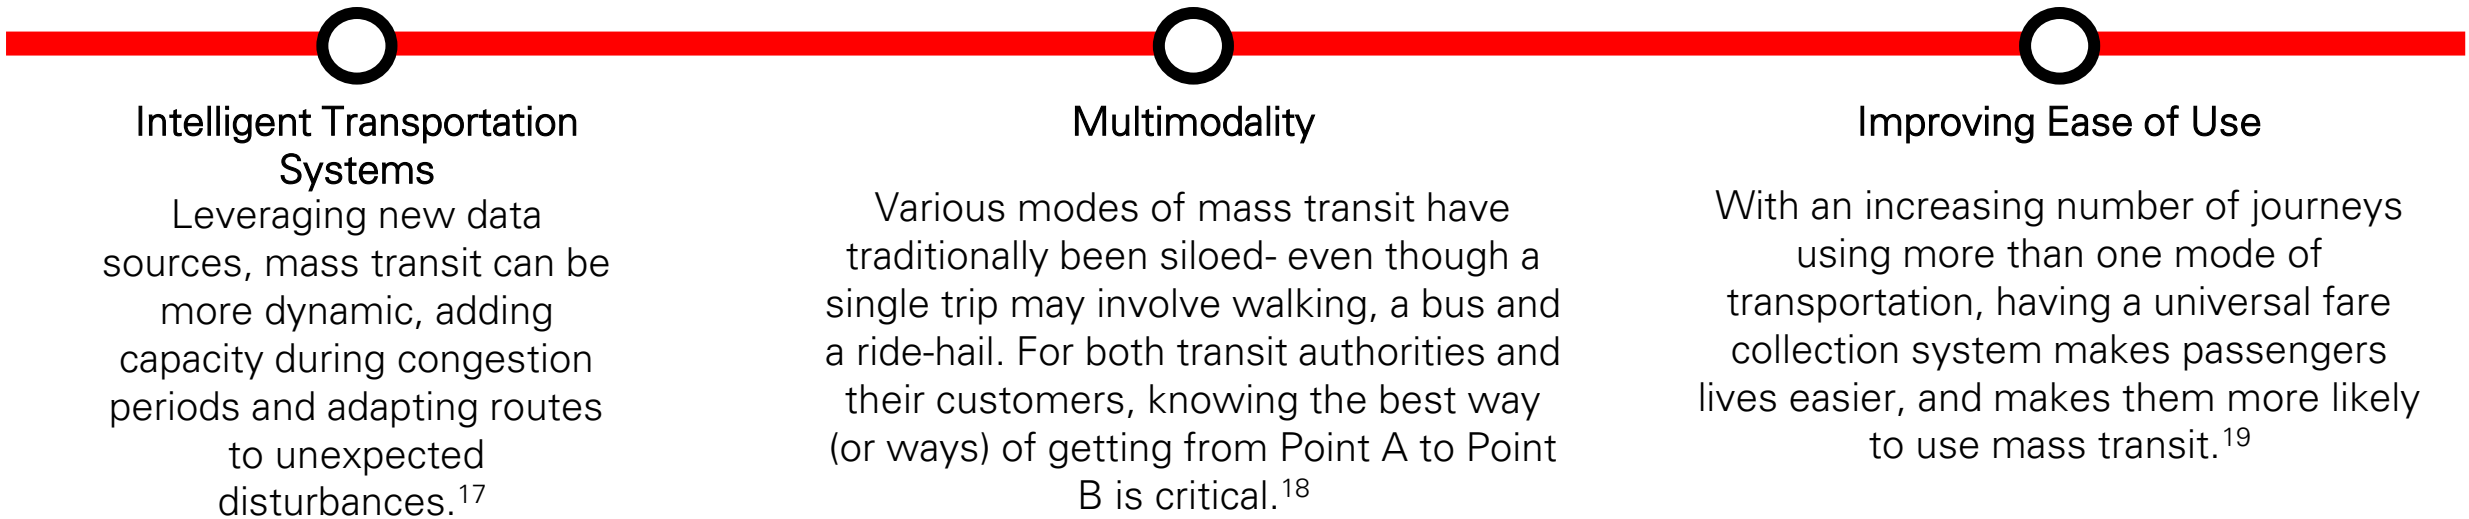 Intelligent Transportation
Systems
Leveraging new data
sources, mass transit can be
more dynamic, adding
capacity during congestion
periods and adapting routes
to unexpected
disturbances.17
Multimodality
Various modes of mass transit have
traditionally been siloed- even though a
single trip may involve walking, a bus and
a ride-hail. For both transit authorities and
their customers, knowing the best way
(or ways) of getting from Point A to Point
B is critical.18
Improving Ease of Use
With an increasing number of journeys
using more than one mode of
transportation, having a universal fare
collection system makes passengers
lives easier, and makes them more likely
to use mass transit.19